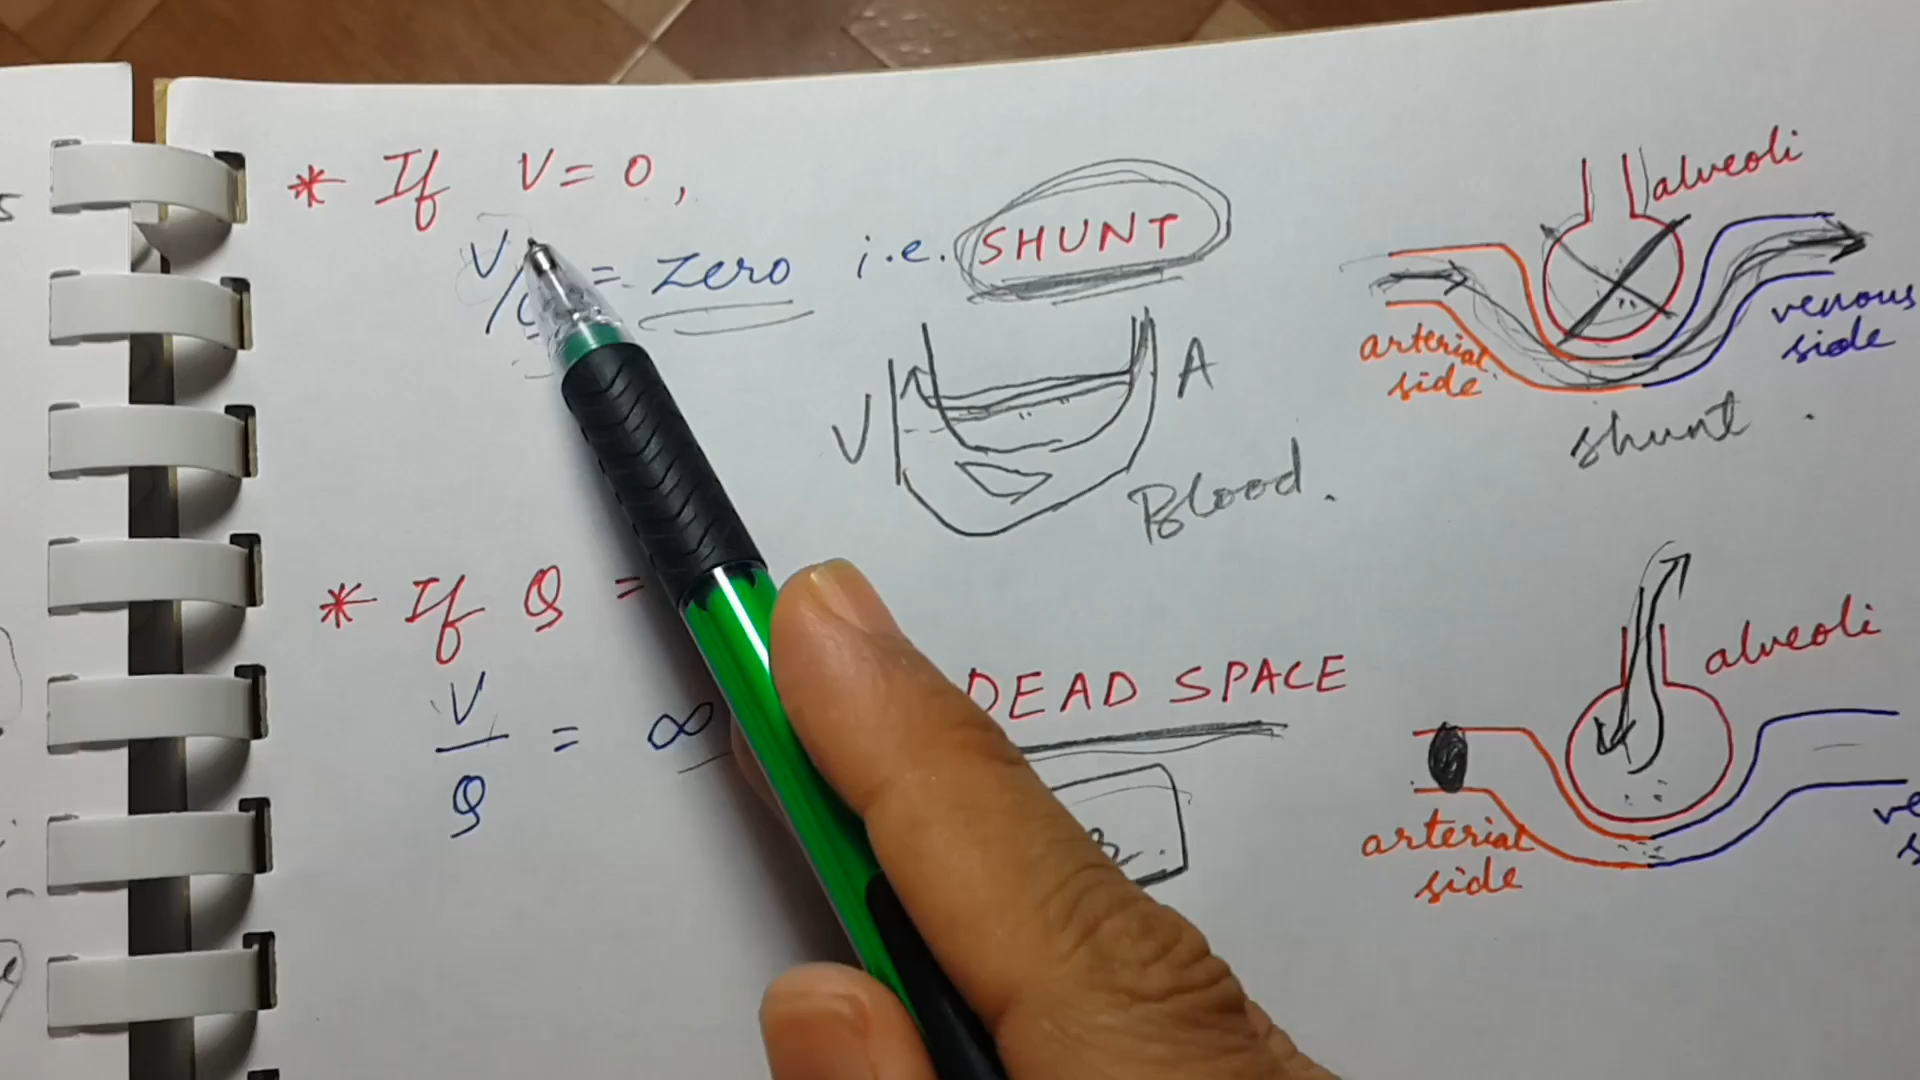 * If V = 0,
V/ = Zero i.e. SHUNT
alveoli
arterial side
venous side
shunt .
V
A
Blood .
* If Q =
V
Q
= ∞
DEAD SPACE
alveoli
arterial side